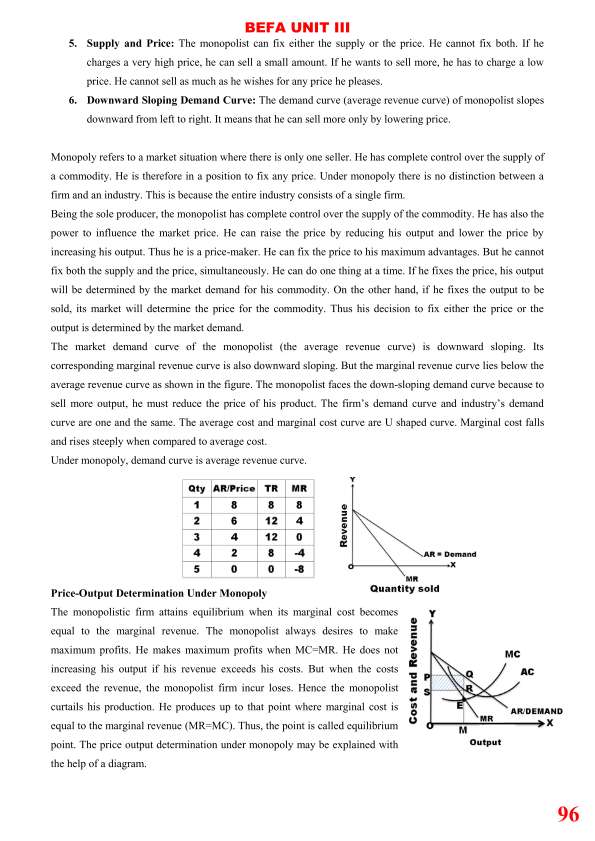 BEFA UNIT III
5. Supply and Price: The monopolist can fix either the supply or the price. He cannot fix both. If he
charges a very high price, he can sell a small amount. If he wants to sell more, he has to charge a low
price. He cannot sell as much as he wishes for any price he pleases.
6. Downward Sloping Demand Curve: The demand curve (average revenue curve) of monopolist slopes
downward from left to right. It means that he can sell more only by lowering price.
Monopoly refers to a market situation where there is only one seller. He has complete control over the supply of
a commodity. He is therefore in a position to fix any price. Under monopoly there is no distinction between a
firm and an industry. This is because the entire industry consists of a single firm.
Being the sole producer, the monopolist has complete control over the supply of the commodity. He has also the
power to influence the market price. He can raise the price by reducing his output and lower the price by
increasing his output. Thus he is a price-maker. He can fix the price to his maximum advantages. But he cannot
fix both the supply and the price, simultaneously. He can do one thing at a time. If he fixes the price, his output
will be determined by the market demand for his commodity. On the other hand, if he fixes the output to be
sold, its market will determine the price for the commodity. Thus his decision to fix either the price or the
output is determined by the market demand.
The market demand curve of the monopolist (the average revenue curve) is downward sloping. Its
corresponding marginal revenue curve is also downward sloping. But the marginal revenue curve lies below the
average revenue curve as shown in the figure. The monopolist faces the down-sloping demand curve because to
sell more output, he must reduce the price of his product. The firm's demand curve and industry's demand
curve are one and the same. The average cost and marginal cost curve are U shaped curve. Marginal cost falls
and rises steeply when compared to average cost.
Under monopoly, demand curve is average revenue curve.
Qty AR/Price TR MR
1 8 8 8
2 6 12 4
3 4 12 0
4 2 8 -4
5 0 0 -8
Y
Revenue
AR = Demand
O X
MR
Quantity sold
Price-Output Determination Under Monopoly
The monopolistic firm attains equilibrium when its marginal cost becomes
equal to the marginal revenue. The monopolist always desires to make
maximum profits. He makes maximum profits when MC=MR. He does not
increasing his output if his revenue exceeds his costs. But when the costs
exceed the revenue, the monopolist firm incur loses. Hence the monopolist
curtails his production. He produces up to that point where marginal cost is
equal to the marginal revenue (MR=MC). Thus, the point is called equilibrium
point. The price output determination under monopoly may be explained with
the help of a diagram.
Y
Cost and Revenue
MC
AC
P Q
S R
E
AR/DEMAND
MR
O X
M
Output
96